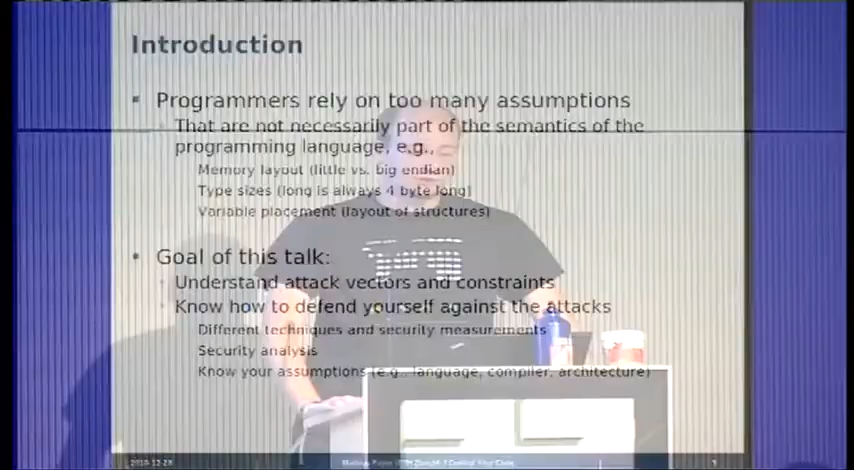 Introduction
Programmers rely on too many assumptions
That are not necessarily part of the semantics of the
programming language, e.g.,
Memory layout (little vs. big endian)
Type sizes (long is always 4 byte long)
Variable placement (layout of structures)
Goal of this talk:
Understand attack vectors and constraints
Know how to defend yourself against the attacks
Different techniques and security measurements
Security analysis
Know your assumptions (e.g., language, compiler, architecture)